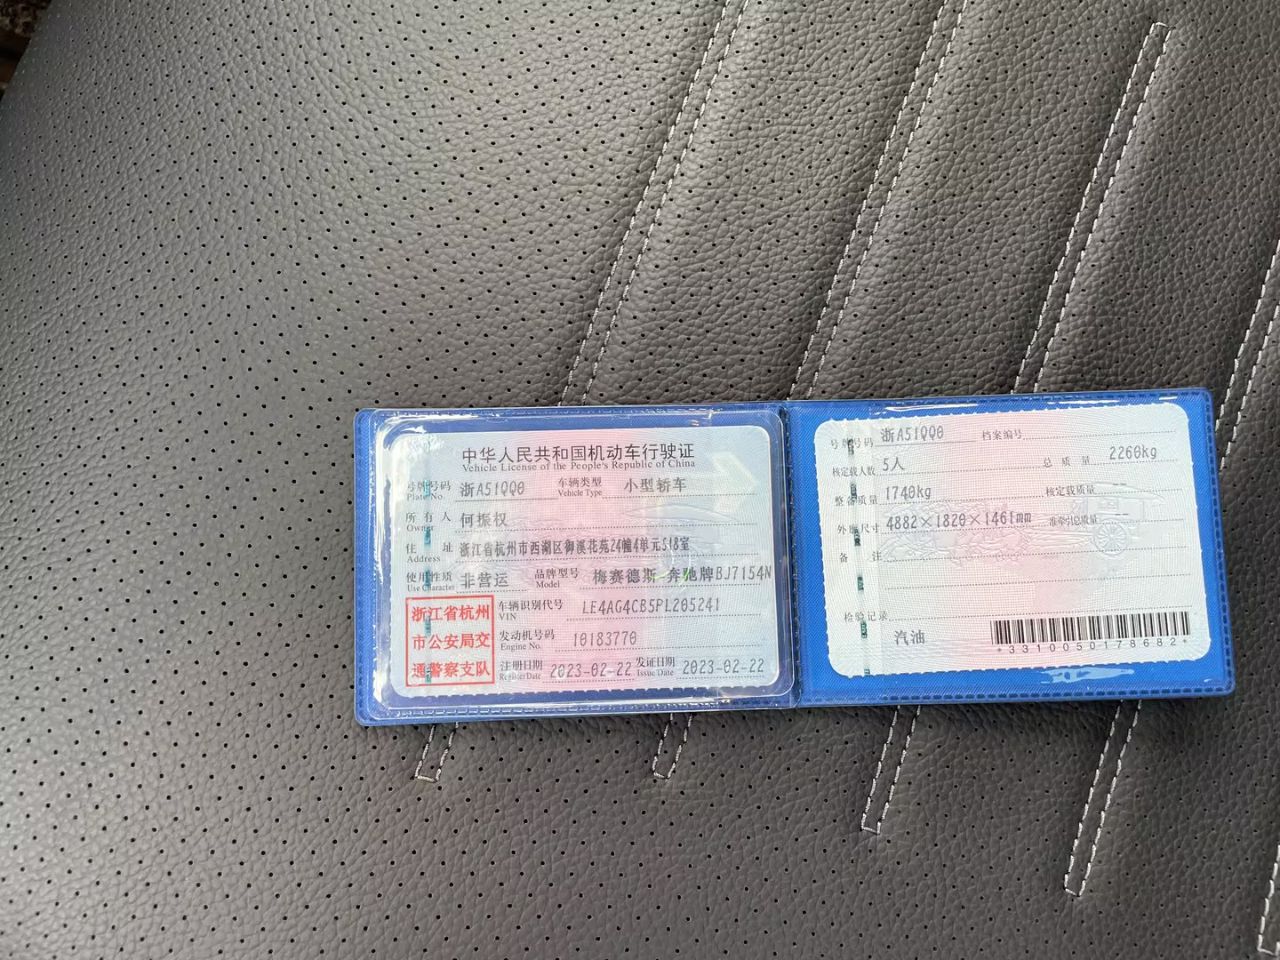 中华人民共和国机动车行驶证
Vehicle License of the People's Republic of China
号牌号码 浙A51QQ0 车辆类型 小型轿车
Plate No. Vehicle Type
所有人 何振权
Owner
住址 浙江省杭州市西湖区御溪花苑24幢4单元518室
Address
使用性质 非营运 品牌型号 梅赛德斯-奔驰牌BJ7154N
Use Character Model
浙江省杭州
市公安局交
通警察支队
车辆识别代号 LE4AG4CB5PL205241
VIN
发动机号码 10183770
Engine No.
注册日期 2023-02-22 发证日期 2023-02-22
Register Date Issue Date
号牌号码 浙A51QQ0 档案编号
核定载人数 5人 总质量 2260kg
整备质量 1740kg 核定载质量
外廓尺寸 4882×1820×1461mm 准牵引总质量
备注
检验记录
汽油
*3310050178682*